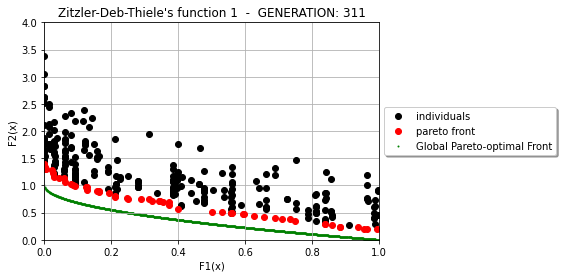 Zitzler-Deb-Thiele's function 1 - GENERATION: 311
4.0
3.5
3.0
2.5
2.0
1.5
1.0
0.5
0.0
F2(x)
0.0 0.2 0.4 0.6 0.8 1.0
F1(x)
individuals
pareto front
Global Pareto-optimal Front